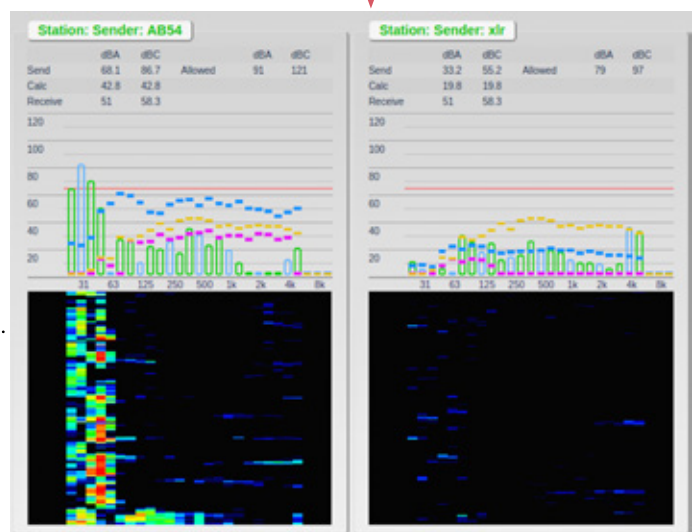 Station: Sender: AB54
dBA dBC dBA dBC
Send 68.1 86.7 Allowed 91 121
Calc 42.8 42.8
Receive 51 58.3
120
100
80
60
40
20
31 63 125 250 500 1k 2k 4k 8k
Station: Sender: xlr
dBA dBC dBA dBC
Send 33.2 55.2 Allowed 79 97
Calc 19.8 19.8
Receive 51 58.3
120
100
80
60
40
20
31 63 125 250 500 1k 2k 4k 8k